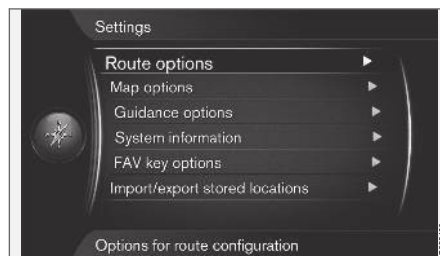 Settings
Route options
Map options
Guidance options
System information
FAV key options
Import/export stored locations
Options for route configuration